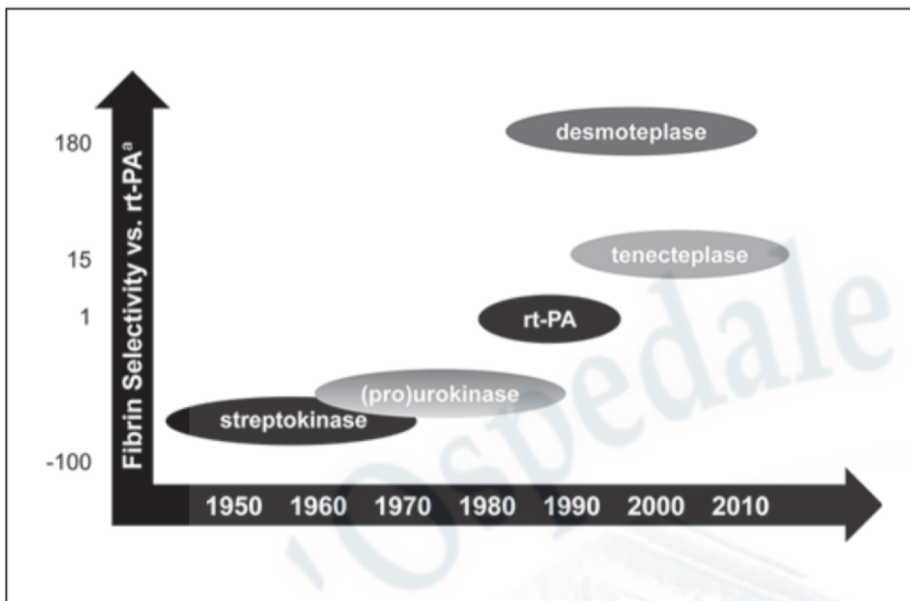 Fibrin Selectivity vs. rt-PAᵃ
180
15
1
-100
desmoteplase
tenecteplase
rt-PA
(pro)urokinase
streptokinase
1950 1960 1970 1980 1990 2000 2010
'Ospedale